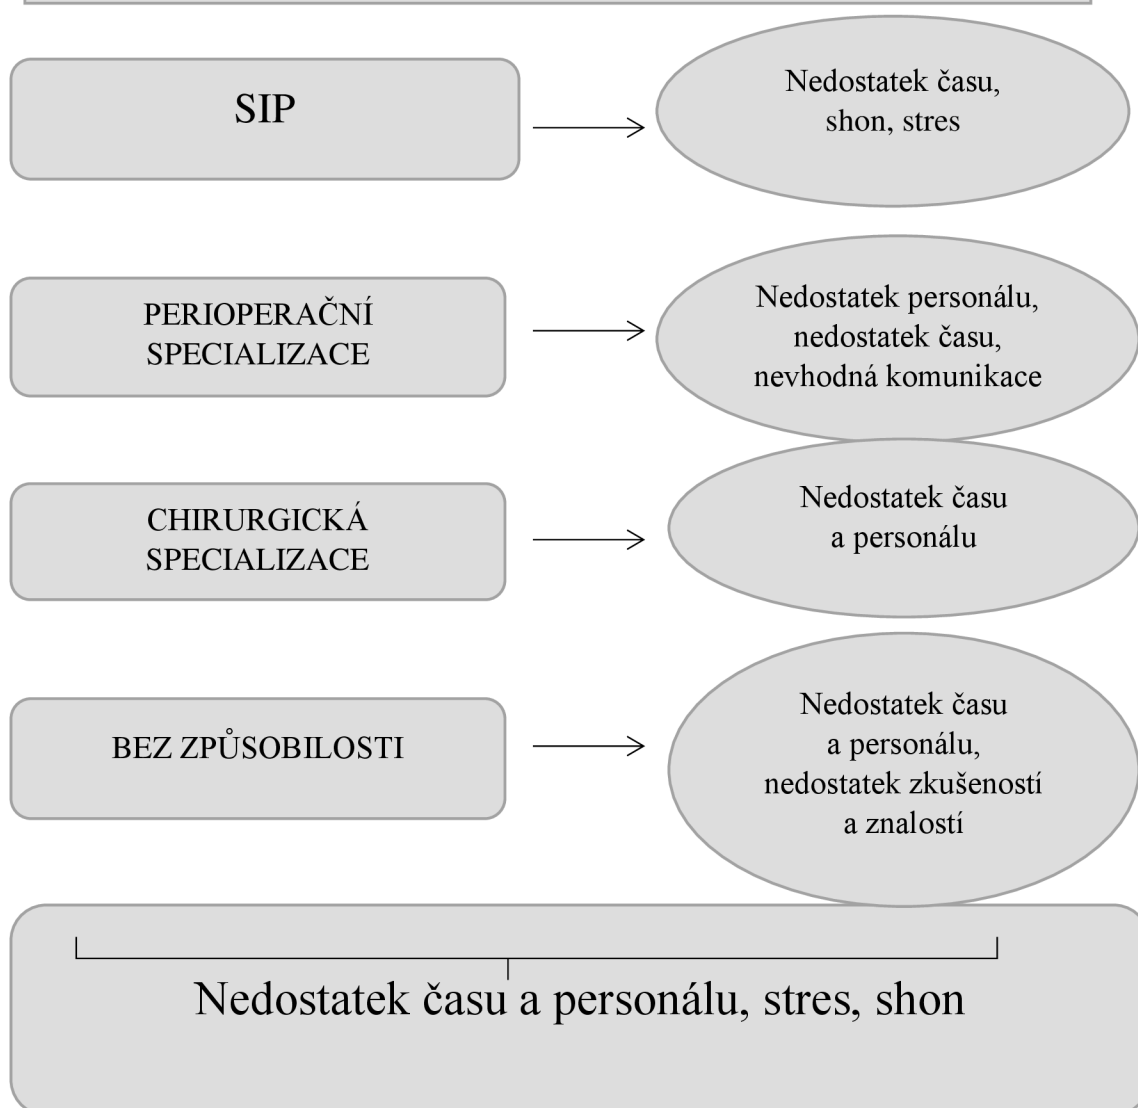 SIP
Nedostatek času,
shon, stres
PERIOPERAČNÍ
SPECIALIZACE
Nedostatek personálu,
nedostatek času,
nevhodná komunikace
CHIRURGICKÁ
SPECIALIZACE
Nedostatek času
a personálu
BEZ ZPŮSOBILOSTI
Nedostatek času
a personálu,
nedostatek zkušeností
a znalostí
Nedostatek času a personálu, stres, shon